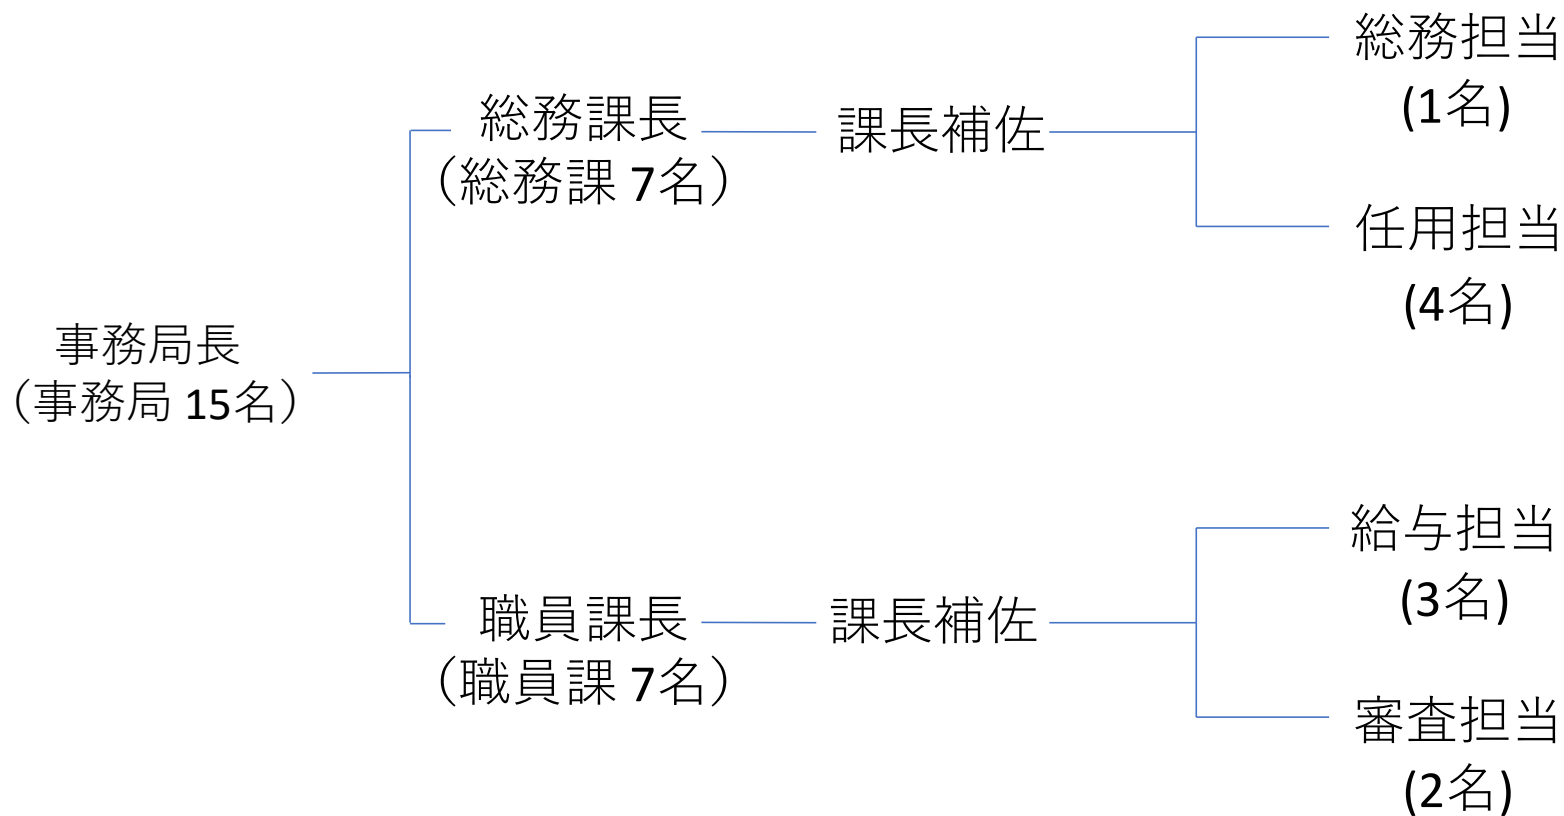 事務局長
（事務局 15名）
総務課長
（総務課 7名）
課長補佐
総務担当
(1名)
任用担当
(4名)
職員課長
（職員課 7名）
課長補佐
給与担当
(3名)
審査担当
(2名)